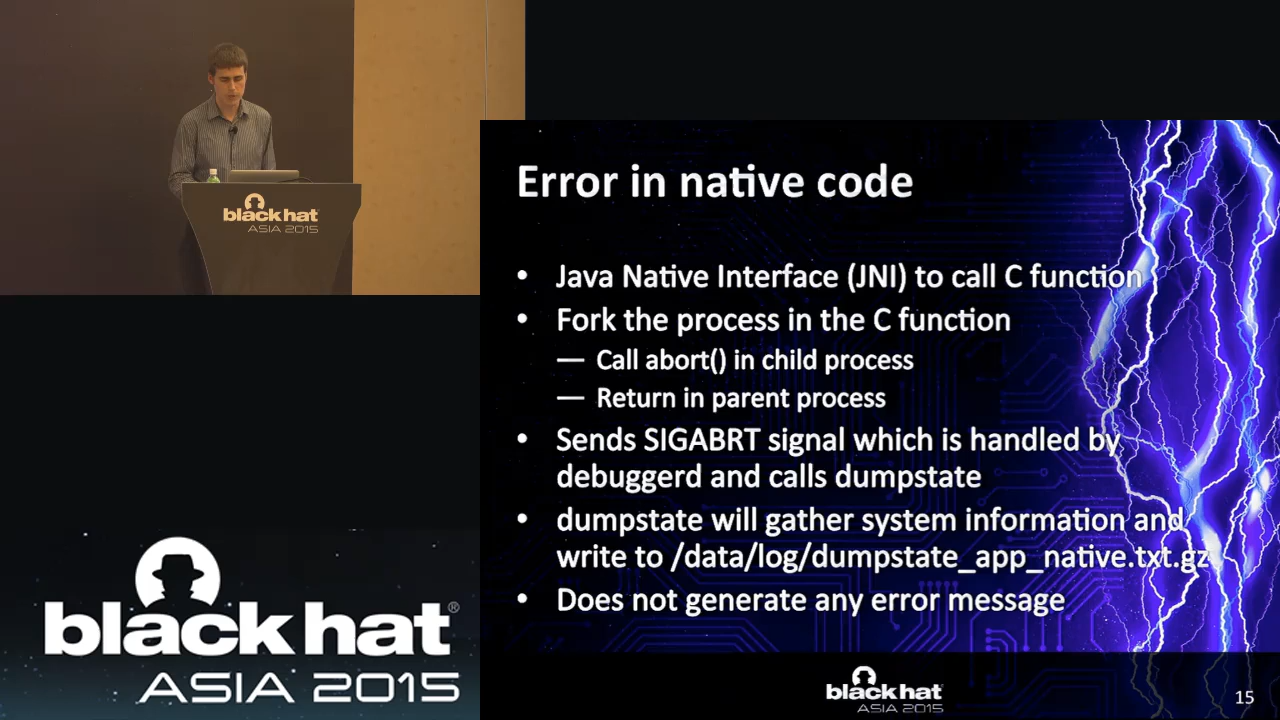 black hat
ASIA 2015
Error in native code
• Java Native Interface (JNI) to call C function
• Fork the process in the C function
— Call abort() in child process
— Return in parent process
• Sends SIGABRT signal which is handled by
debuggerd and calls dumpstate
• dumpstate will gather system information and
write to /data/log/dumpstate_app_native.txt.gz
• Does not generate any error message
black hat®
ASIA 2015
black hat
ASIA 2015
15